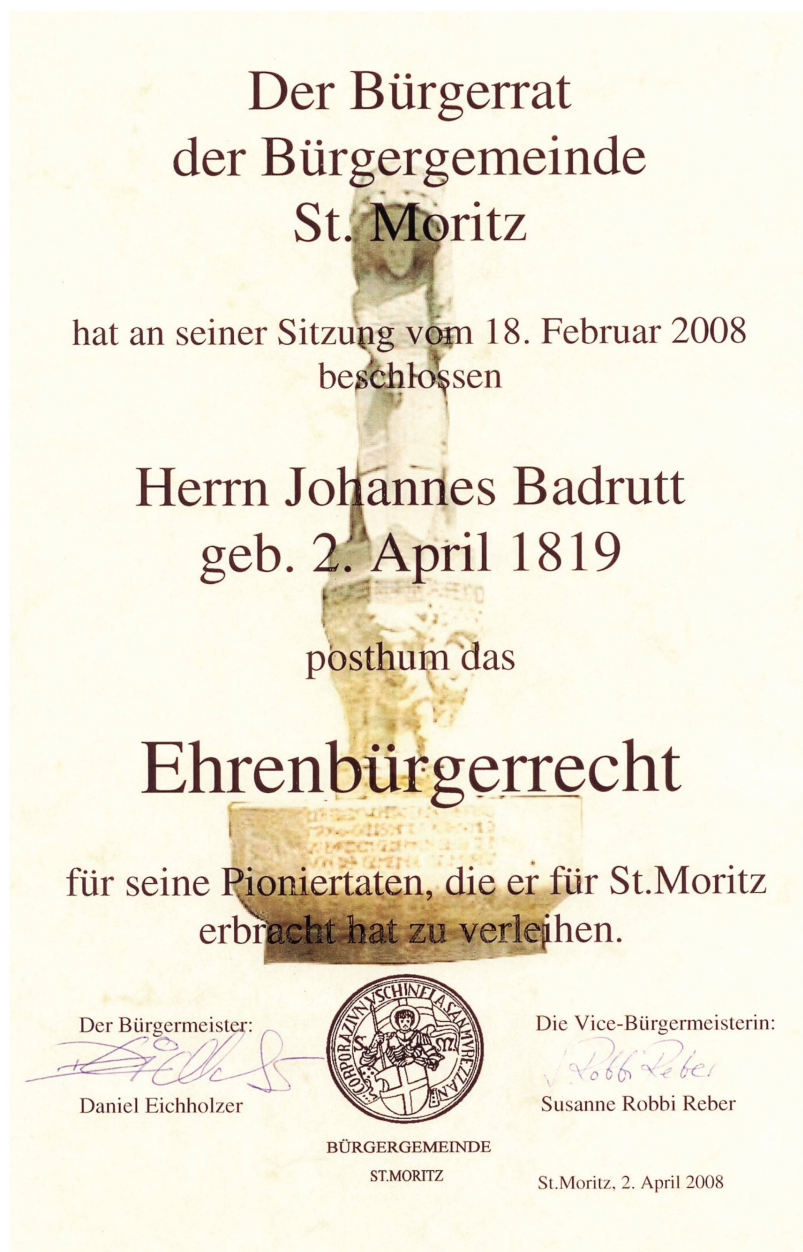 Der Bürgerrat
der Bürgergemeinde
St. Moritz
hat an seiner Sitzung vom 18. Februar 2008
beschlossen
Herrn Johannes Badrutt
geb. 2. April 1819
posthum das
Ehrenbürgerrecht
für seine Pioniertaten, die er für St.Moritz
erbracht hat zu verleihen.
Der Bürgermeister:
Daniel Eichholzer
Die Vice-Bürgermeisterin:
Robbi Reber
Susanne Robbi Reber
BÜRGERGEMEINDE
ST.MORITZ
St.Moritz, 2. April 2008